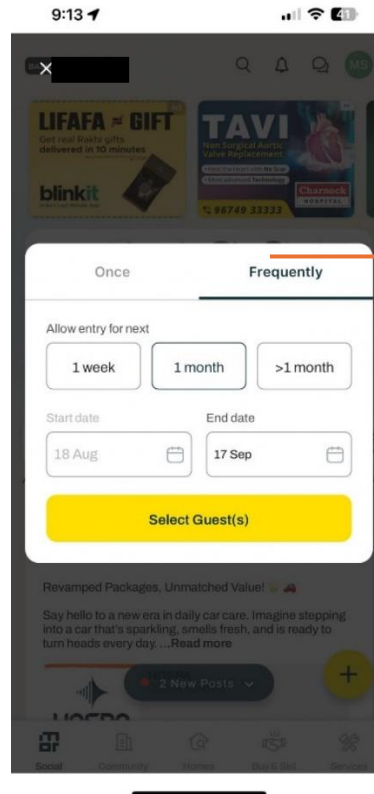 9:13
41
MS
LIFAFA GIFT
Get real Rakhi gifts
delivered in 10 minutes
blinkit
TAVI
Non Surgical Aortic
Valve Replacement
96749 33333
Charnock
HOSPITAL
Once
Frequently
Allow entry for next
1 week
1 month
>1 month
Start date
End date
18 Aug
17 Sep
Select Guest(s)
Revamped Packages, Unmatched Value!
Say hello to a new era in daily car care. Imagine stepping
into a car that's sparkling, smells fresh, and is ready to
turn heads every day. ...Read more
2 New Posts
+
Social
Community
Homes
Buy & Sell
Services